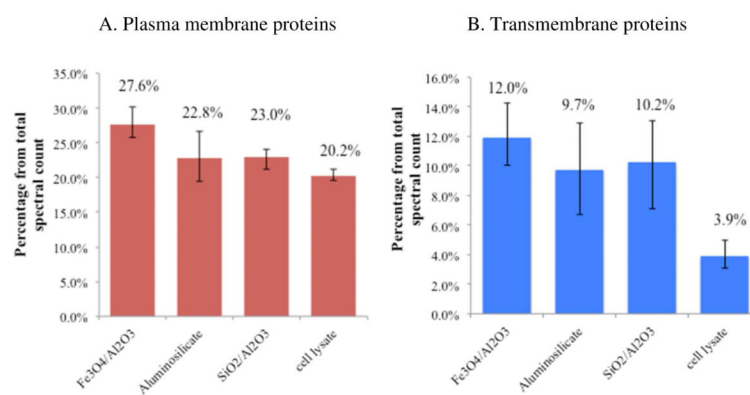 A. Plasma membrane proteins
Percentage from total
spectral count
35.0%
30.0%
25.0%
20.0%
15.0%
10.0%
5.0%
0.0%
27.6%
22.8%
23.0%
20.2%
Fe3O4/Al2O3
Aluminosilicate
SiO2/Al2O3
cell lysate
B. Transmembrane proteins
Percentage from total
spectral count
16.0%
14.0%
12.0%
10.0%
8.0%
6.0%
4.0%
2.0%
0.0%
12.0%
9.7%
10.2%
3.9%
Fe3O4/Al2O3
Aluminosilicate
SiO2/Al2O3
cell lysate